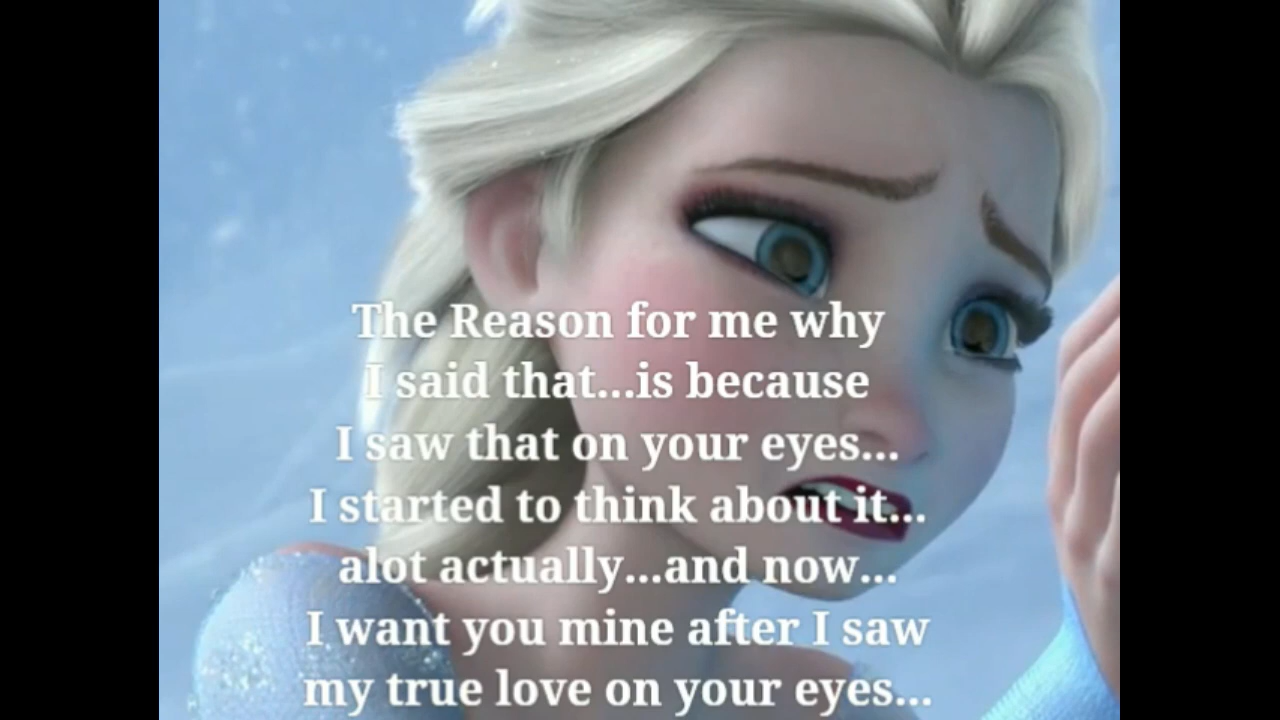 The Reason for me why
I said that...is because
I saw that on your eyes...
I started to think about it...
alot actually...and now...
I want you mine after I saw
my true love on your eyes...